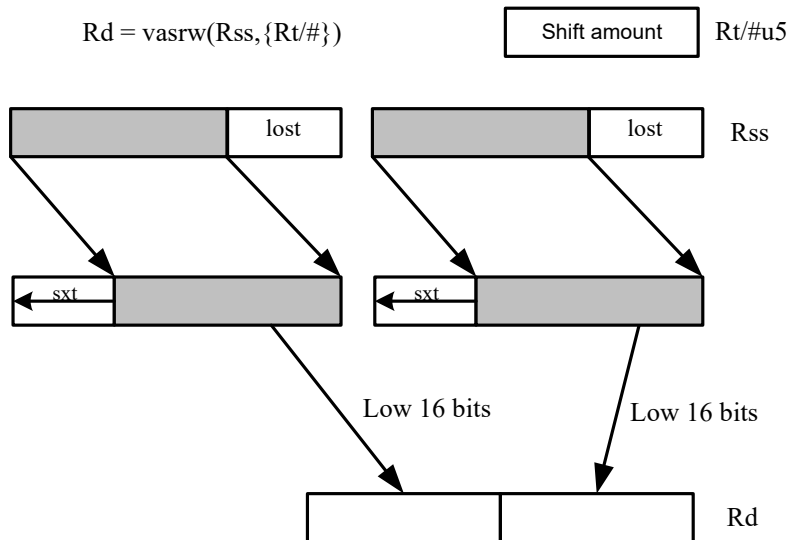 Rd = vasrw(Rss,{Rt/#})
Shift amount
Rt/#u5
lost
lost
Rss
sxt
sxt
Low 16 bits
Low 16 bits
Rd